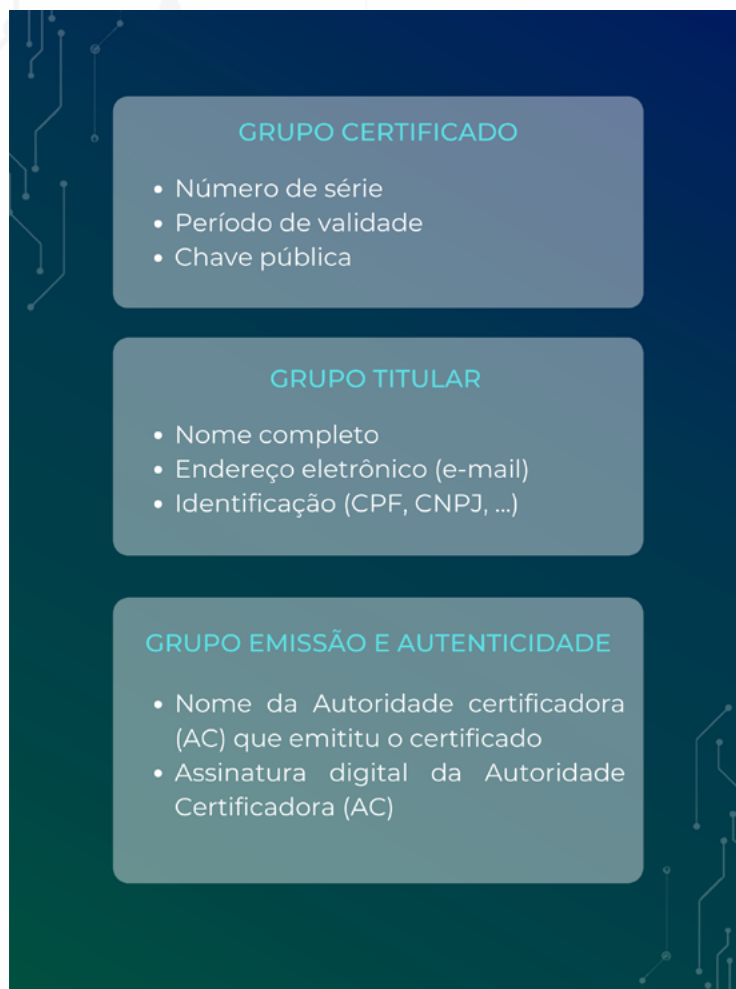 GRUPO CERTIFICADO
• Número de série
• Período de validade
• Chave pública
GRUPO TITULAR
• Nome completo
• Endereço eletrônico (e-mail)
• Identificação (CPF, CNPJ, ...)
GRUPO EMISSÃO E AUTENTICIDADE
• Nome da Autoridade certificadora
(AC) que emititu o certificado
• Assinatura digital da Autoridade
Certificadora (AC)